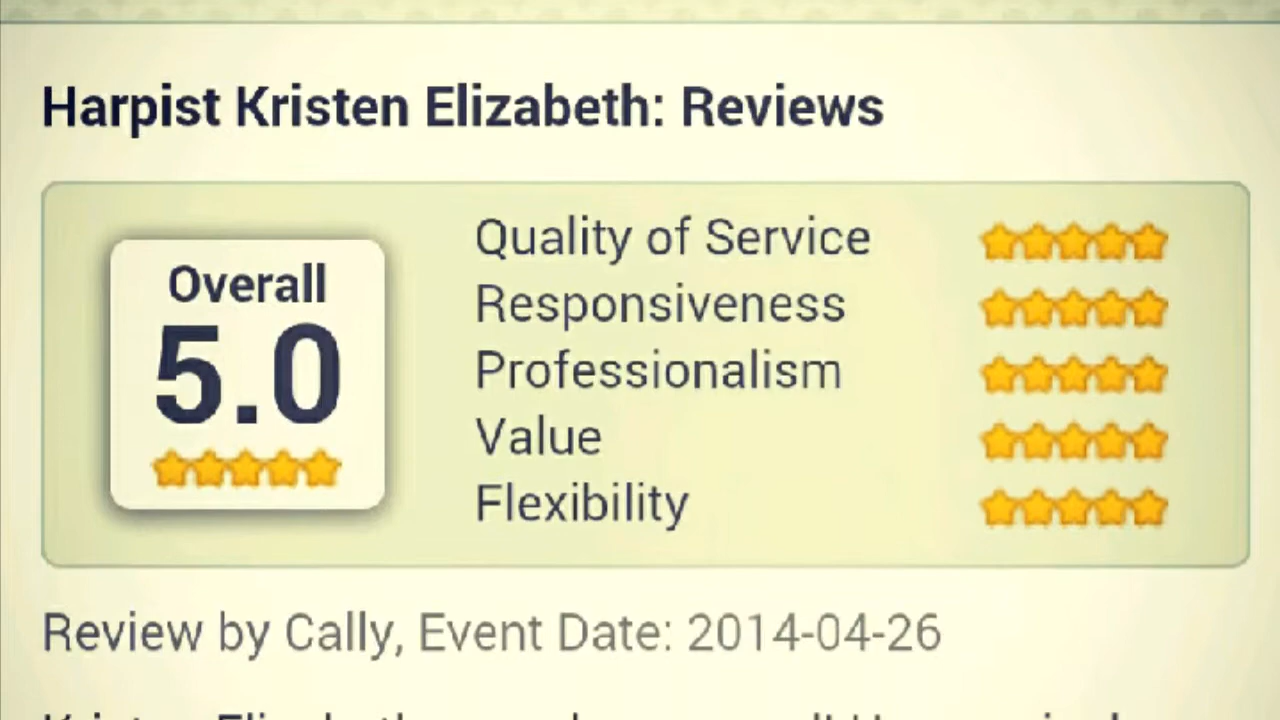 Harpist Kristen Elizabeth: Reviews
Overall
5.0
Quality of Service
Responsiveness
Professionalism
Value
Flexibility
Review by Cally, Event Date: 2014-04-26